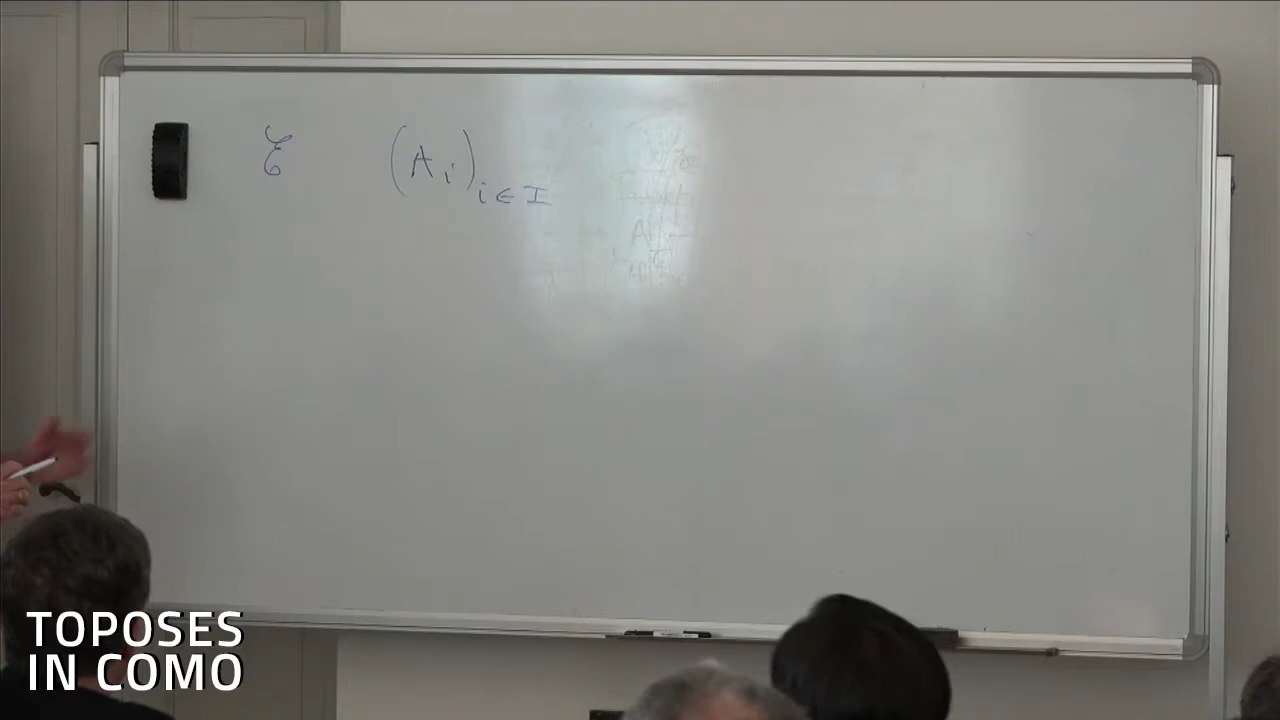 𝒞 (A_i)_{i ∈ I}
TOPOSES
IN COMO